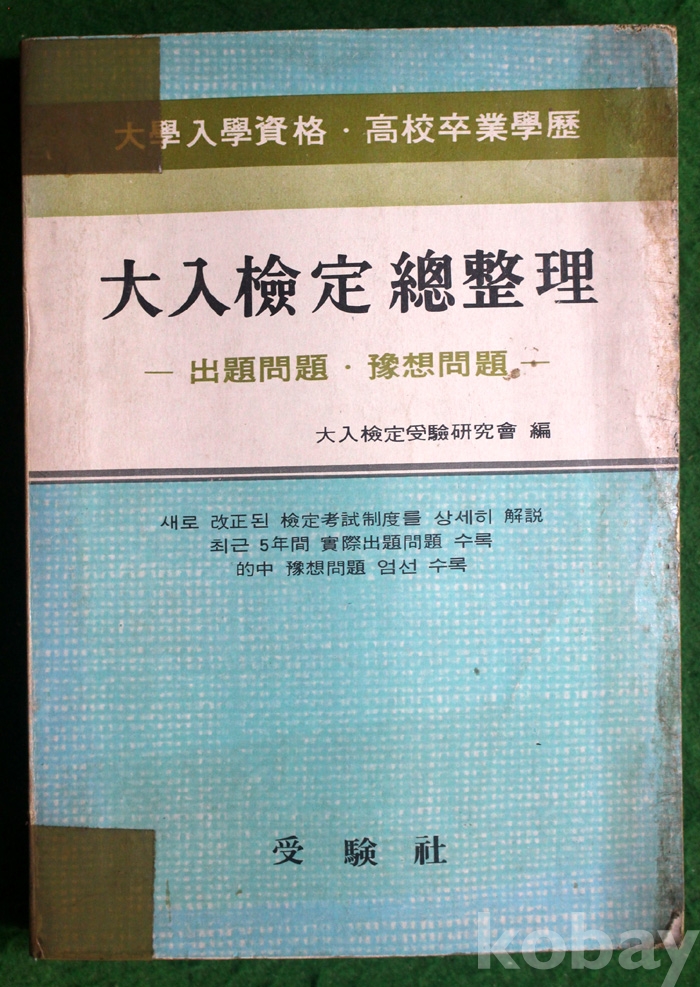 大學入學資格·高校卒業學歷
大入檢定 總整理
— 出題問題·豫想問題 —
大入檢定受驗研究會 編
새로 改正된 檢定考試制度를 상세히 解説
최근 5年間 實際出題問題 수록
的中 豫想問題 엄선 수록
受験社
kobay